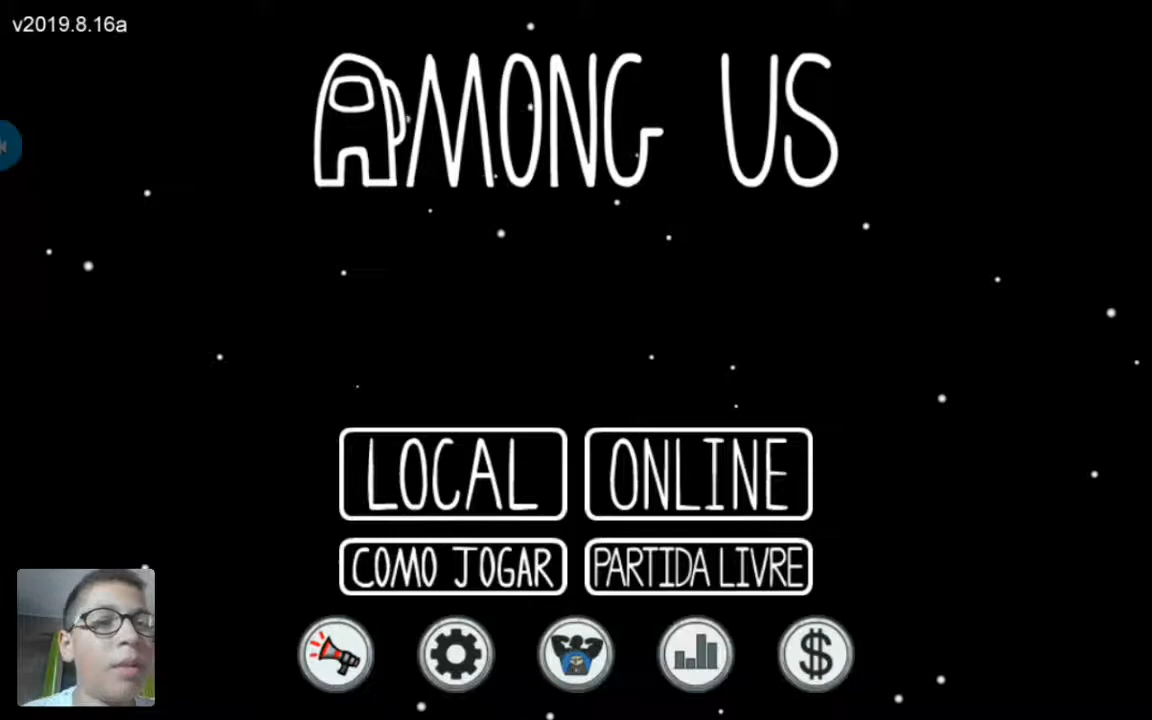 v2019.8.16a
AMONG US
LOCAL
ONLINE
COMO JOGAR
PARTIDA LIVRE
$